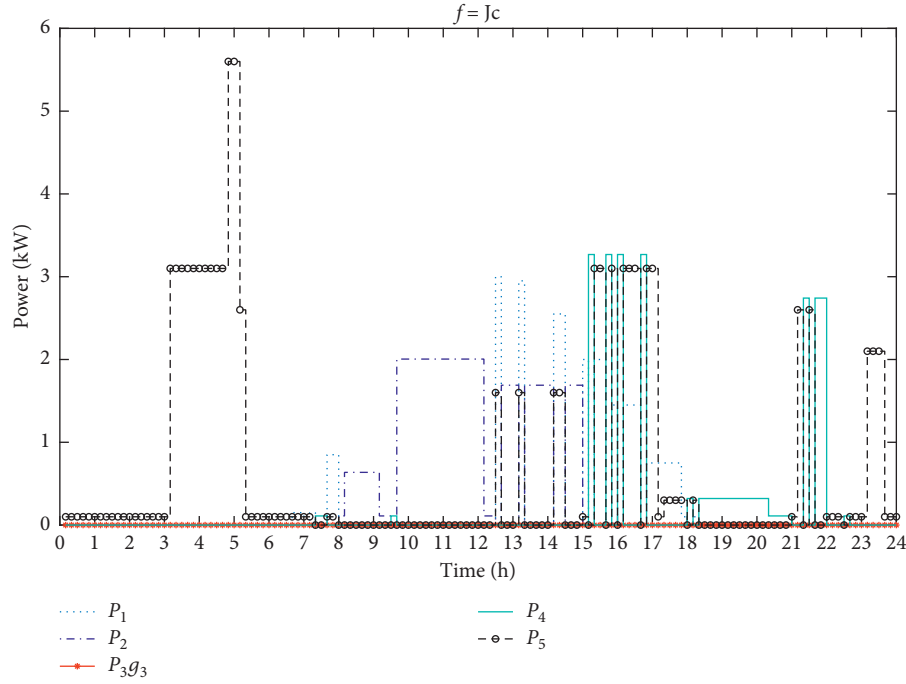 f = Jc
6
5
4
3
2
1
0
Power (kW)
0 1 2 3 4 5 6 7 8 9 10 11 12 13 14 15 16 17 18 19 20 21 22 23 24
Time (h)
P1
P2
P3g3
P4
P5